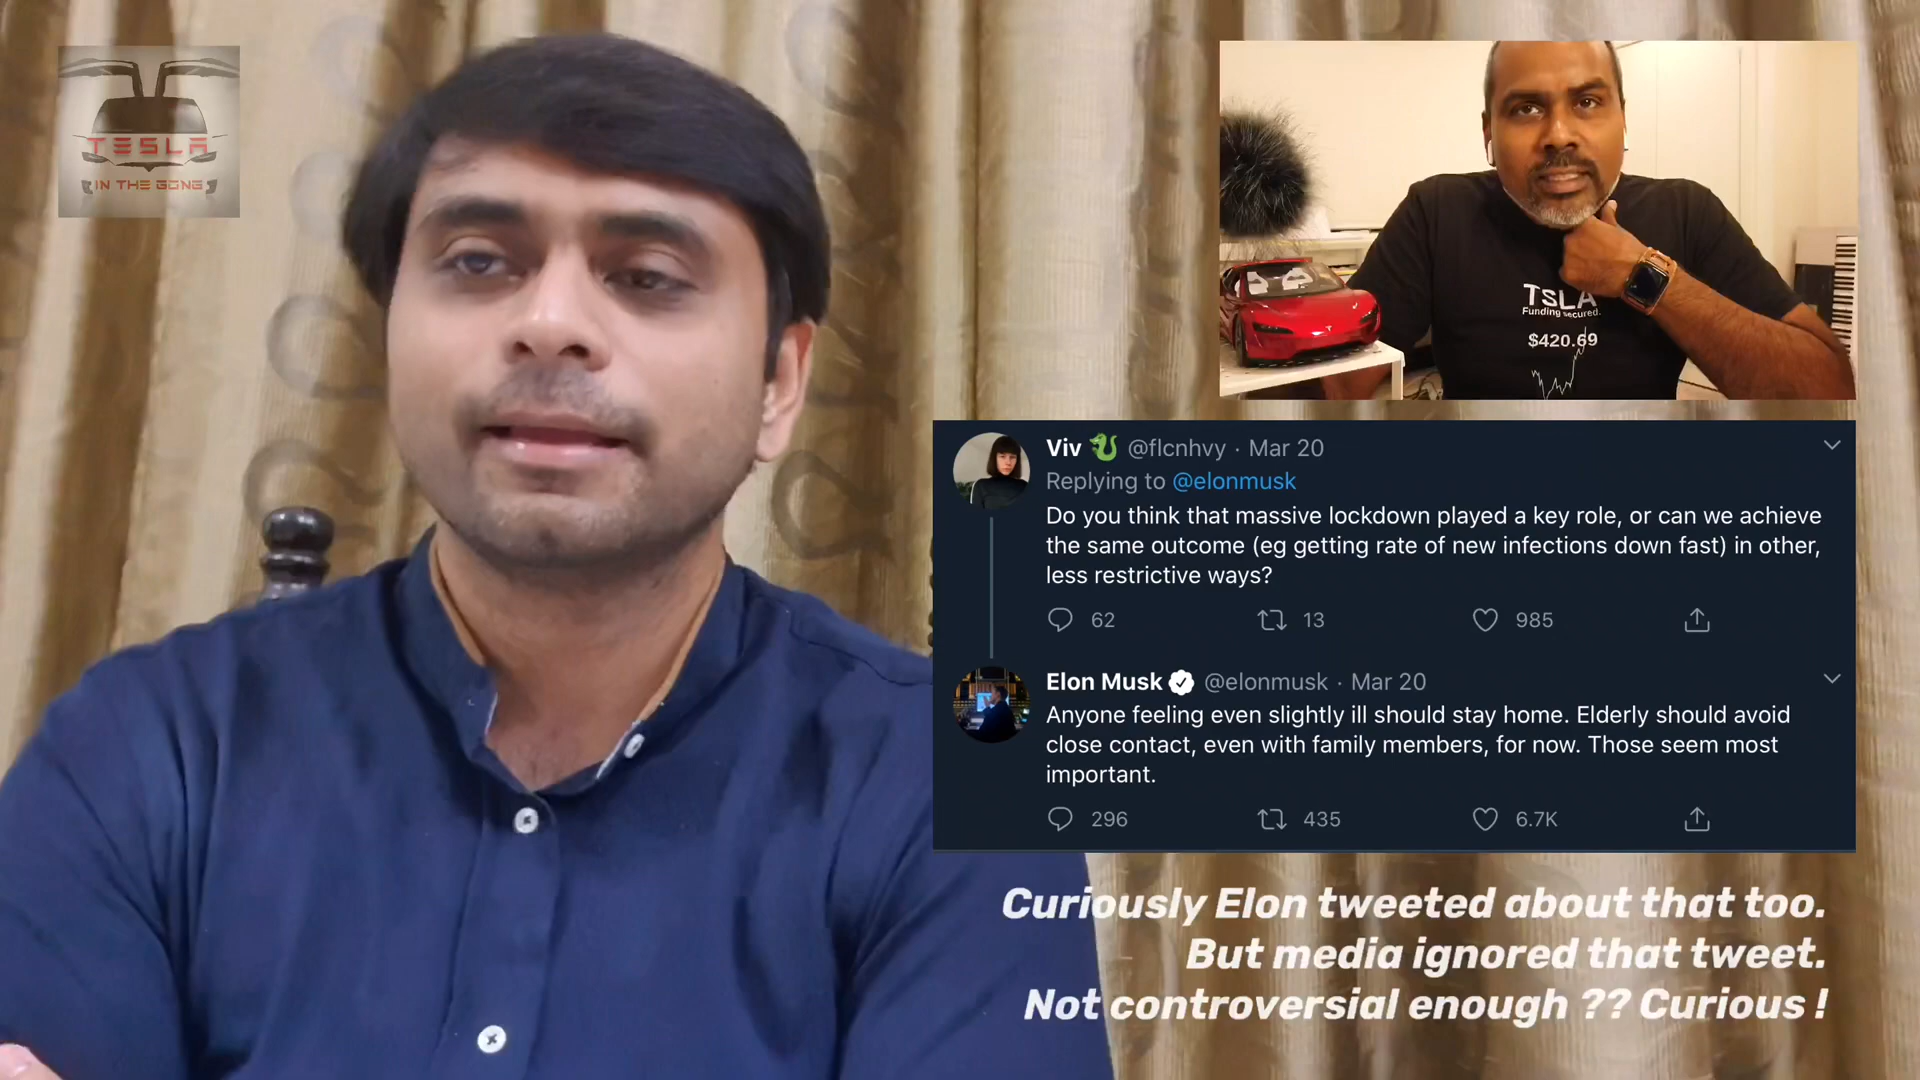 TESLA
IN THE GONG
TSLA
Funding secured.
$420.69
Viv @flcnhvy · Mar 20
Replying to @elonmusk
Do you think that massive lockdown played a key role, or can we achieve
the same outcome (eg getting rate of new infections down fast) in other,
less restrictive ways?
62 13 985
Elon Musk @elonmusk · Mar 20
Anyone feeling even slightly ill should stay home. Elderly should avoid
close contact, even with family members, for now. Those seem most
important.
296 435 6.7K
Curiously Elon tweeted about that too.
But media ignored that tweet.
Not controversial enough ?? Curious !